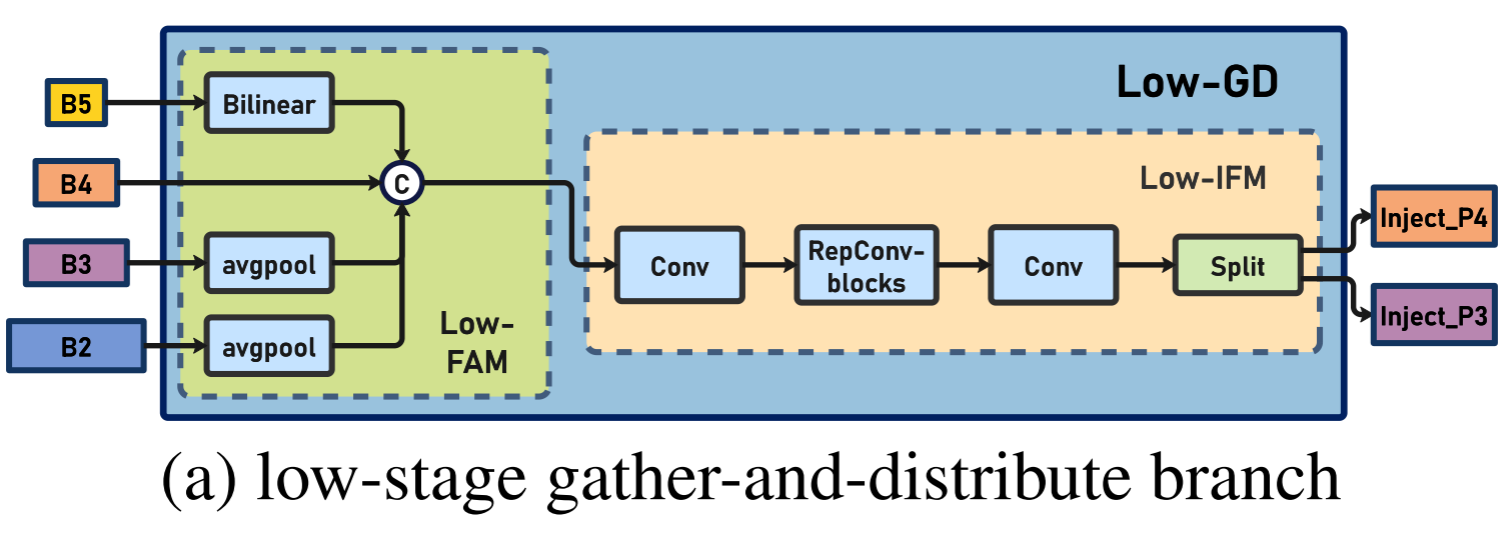 Low-GD
B5
Bilinear
B4
C
B3
avgpool
B2
avgpool
Low-
FAM
Low-IFM
Conv
RepConv-
blocks
Conv
Split
Inject_P4
Inject_P3
(a) low-stage gather-and-distribute branch